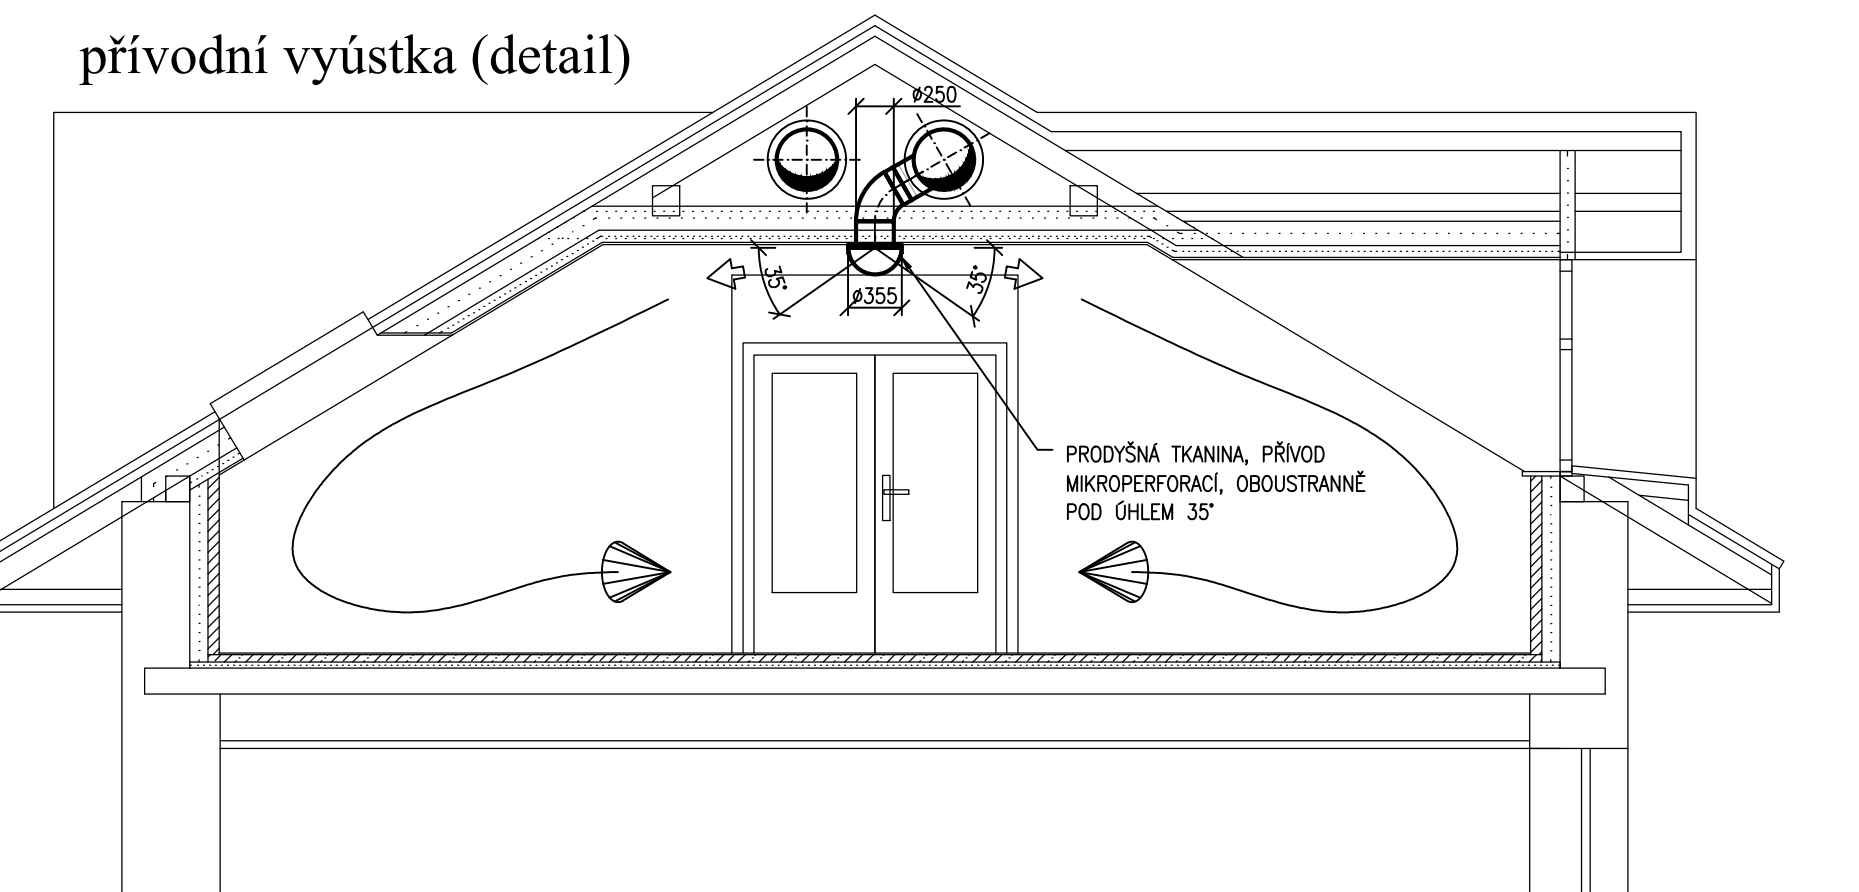 přívodní vyústka (detail)
ø250
35°
35°
ø355
PRODYŠNÁ TKANINA, PŘÍVOD
MIKROPERFORACÍ, OBOUSTRANNĚ
POD ÚHLEM 35°